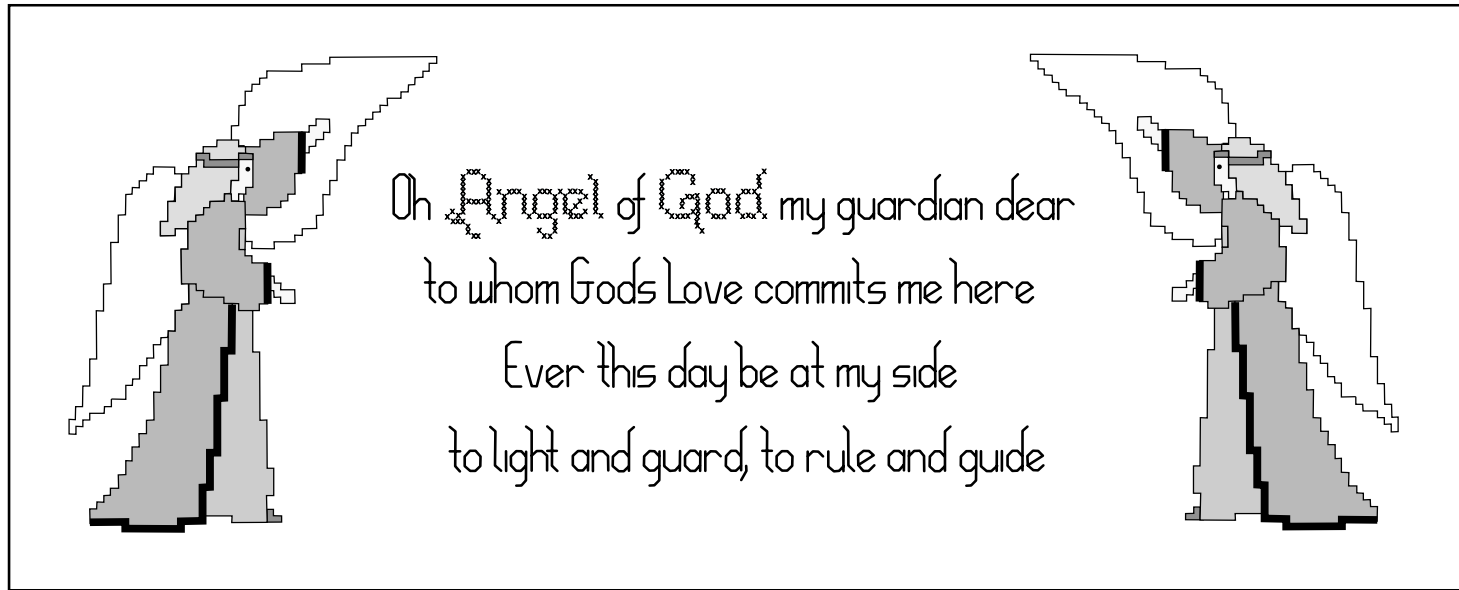 Oh Angel of God my guardian dear
to whom Gods Love commits me here
Ever this day be at my side
to light and guard, to rule and guide